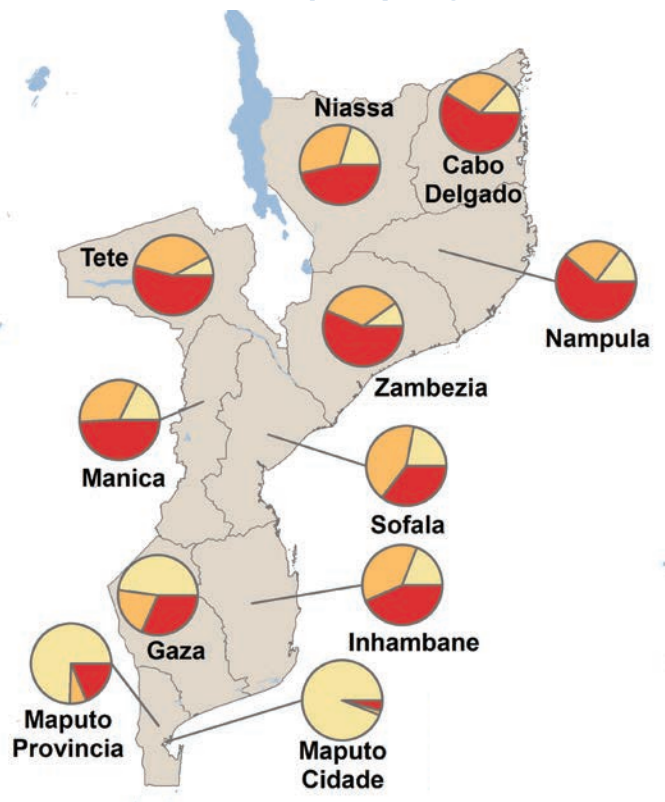 Niassa
Cabo
Delgado
Tete
Nampula
Zambezia
Manica
Sofala
Inhambane
Gaza
Maputo
Provincia
Maputo
Cidade